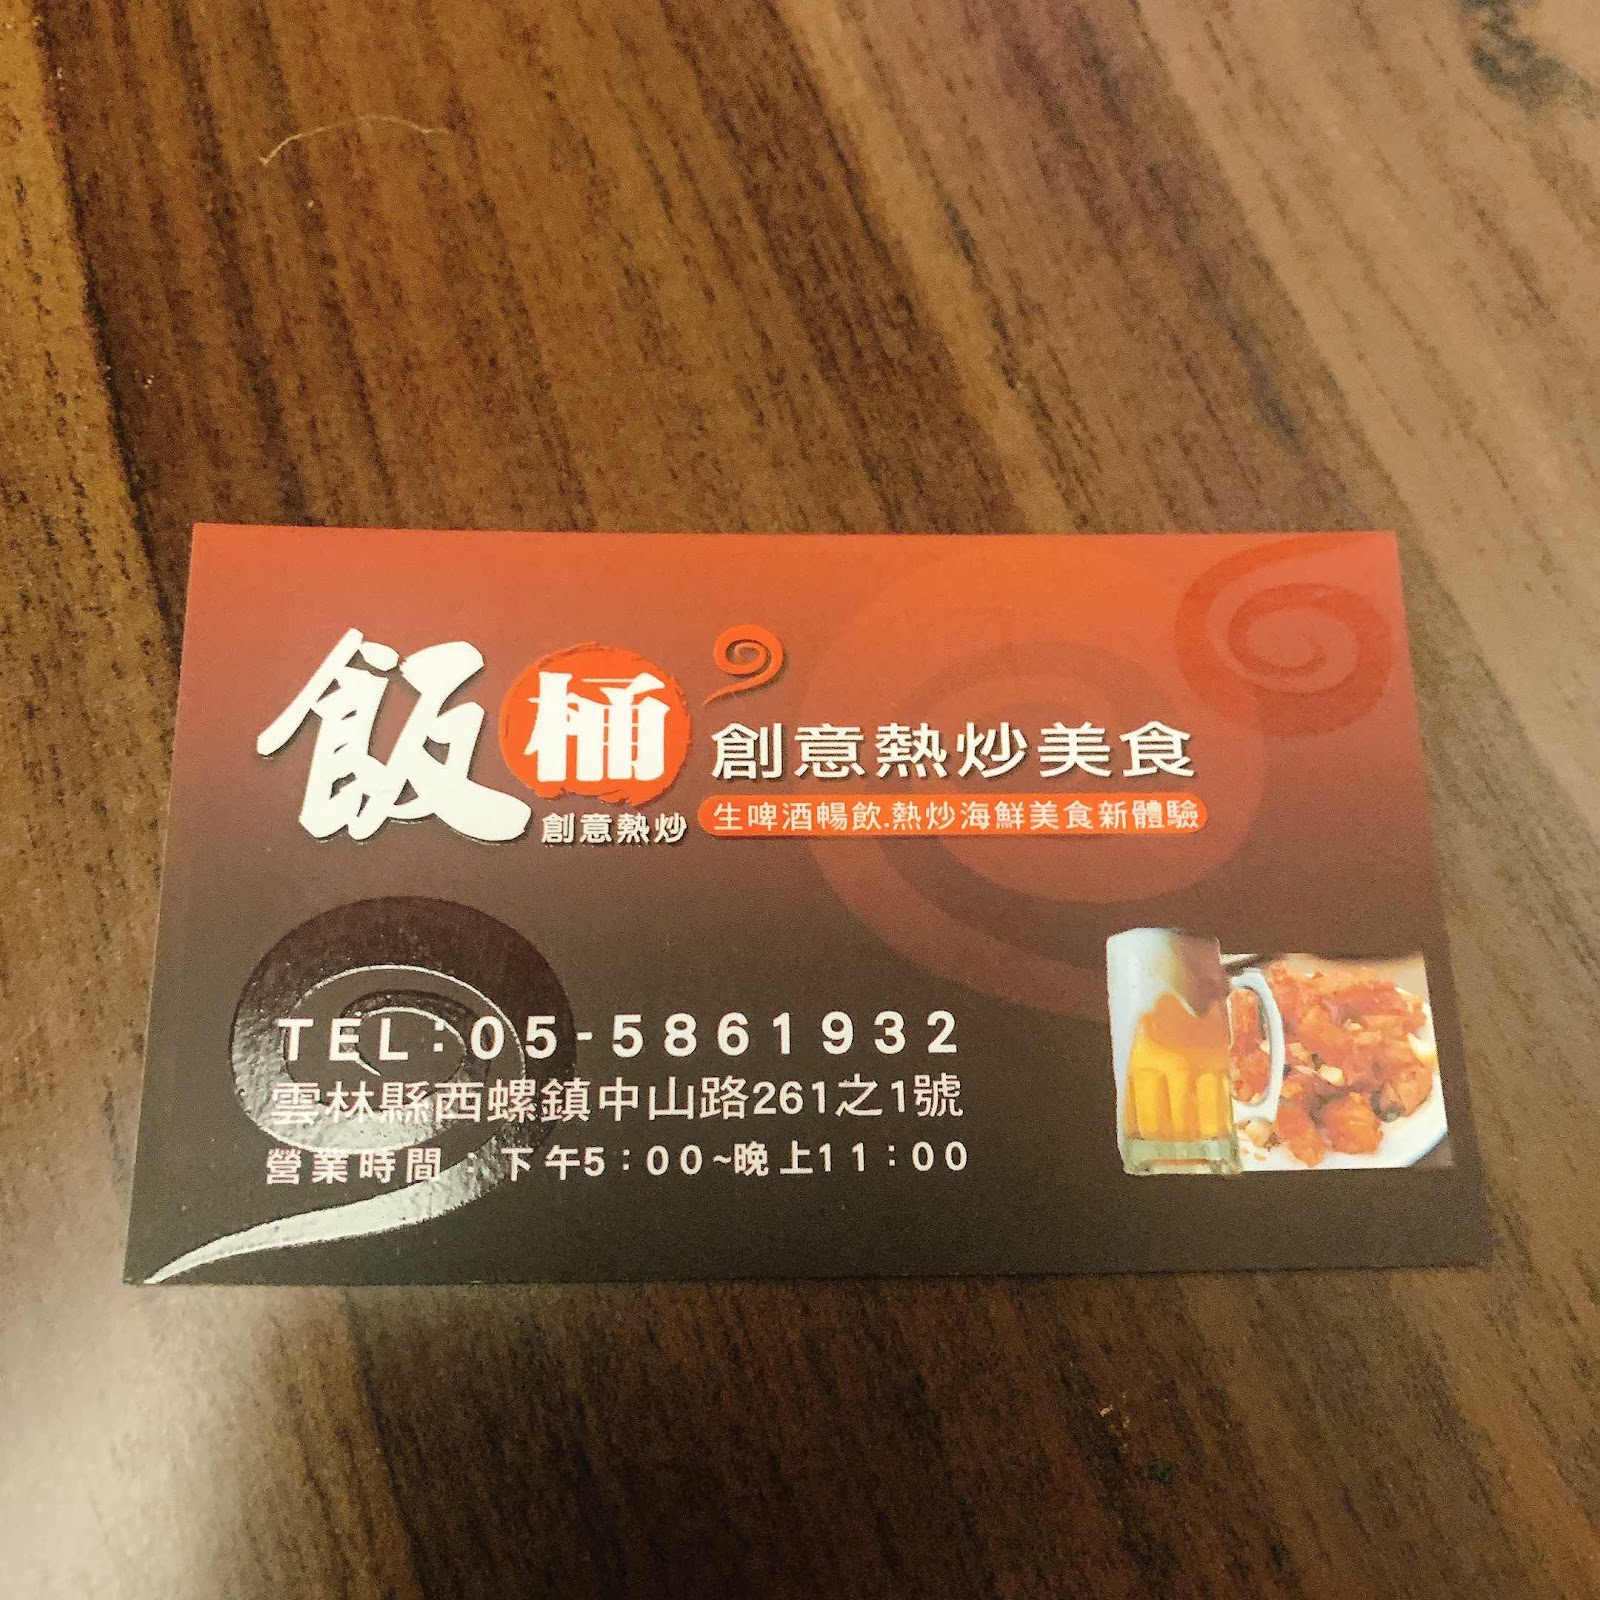 飯桶
創意熱炒
創意熱炒美食
生啤酒暢飲.熱炒海鮮美食新體驗
TEL:05-5861932
雲林縣西螺鎮中山路261之1號
營業時間:下午5:00~晚上11:00